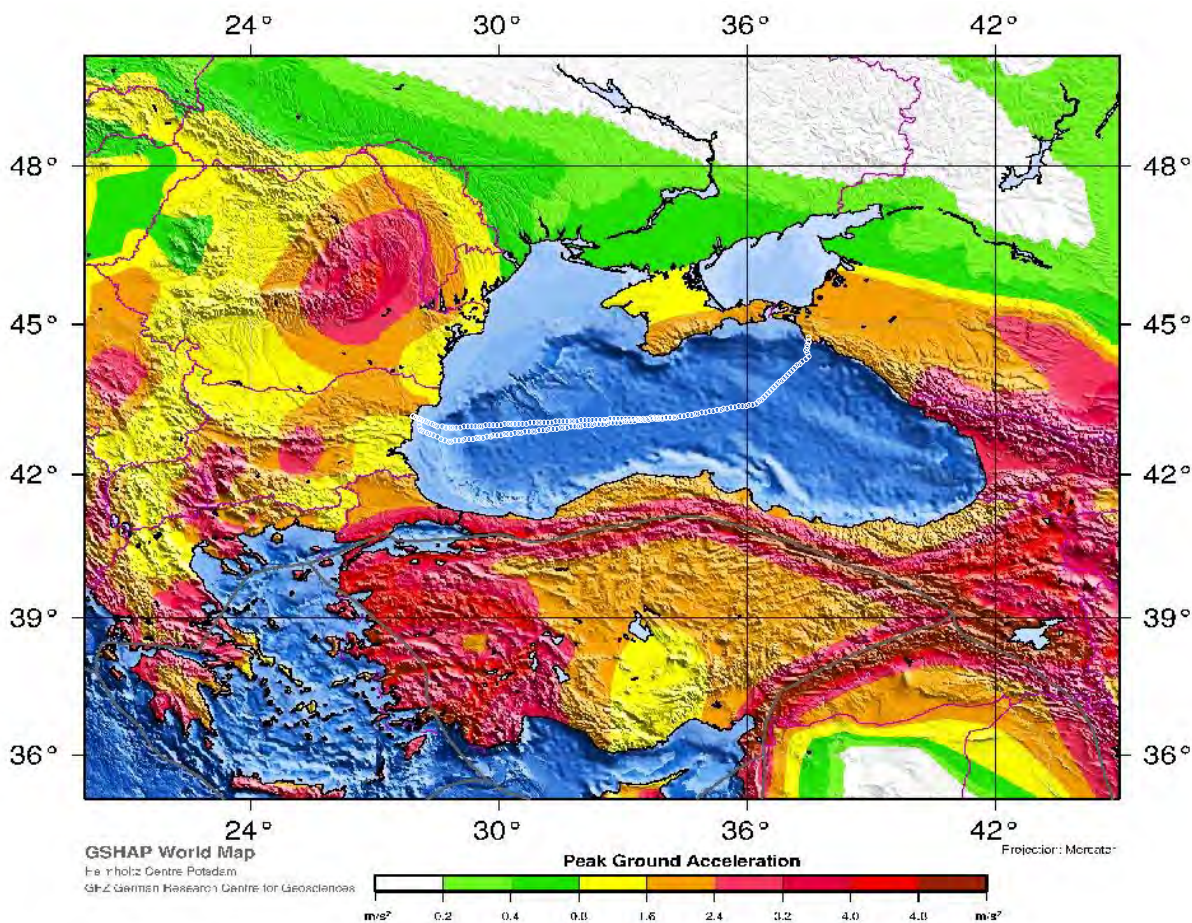 24° 30° 36° 42°
48° 48°
45° 45°
42° 42°
39° 39°
36° 36°
24° 30° 36° 42°
GSHAP World Map
Projection: Mercator
Helmholtz Centre Potsdam
Peak Ground Acceleration
GFZ German Research Centre for Geosciences
m/s² 0.2 0.4 0.8 1.6 2.4 3.2 4.0 4.8 m/s²